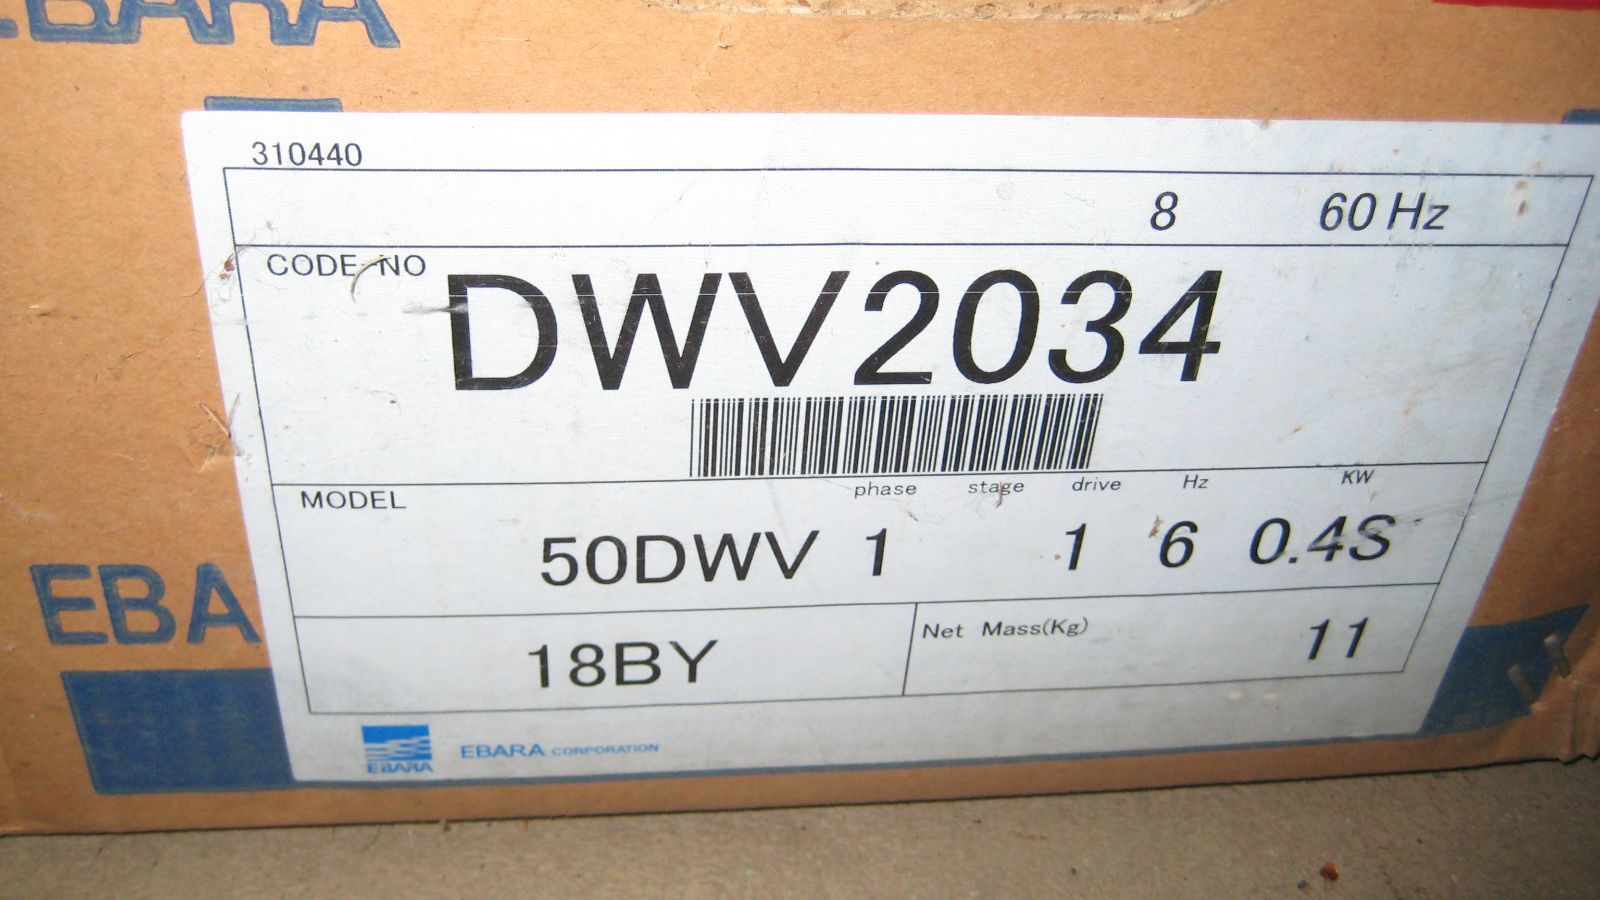 EBARA
310440
8 60 Hz
CODE-NO DWV2034
MODEL phase stage drive Hz KW
50DWV 1 1 6 0.4S
18BY Net Mass(Kg) 11
EBA
EBARA EBARA CORPORATION